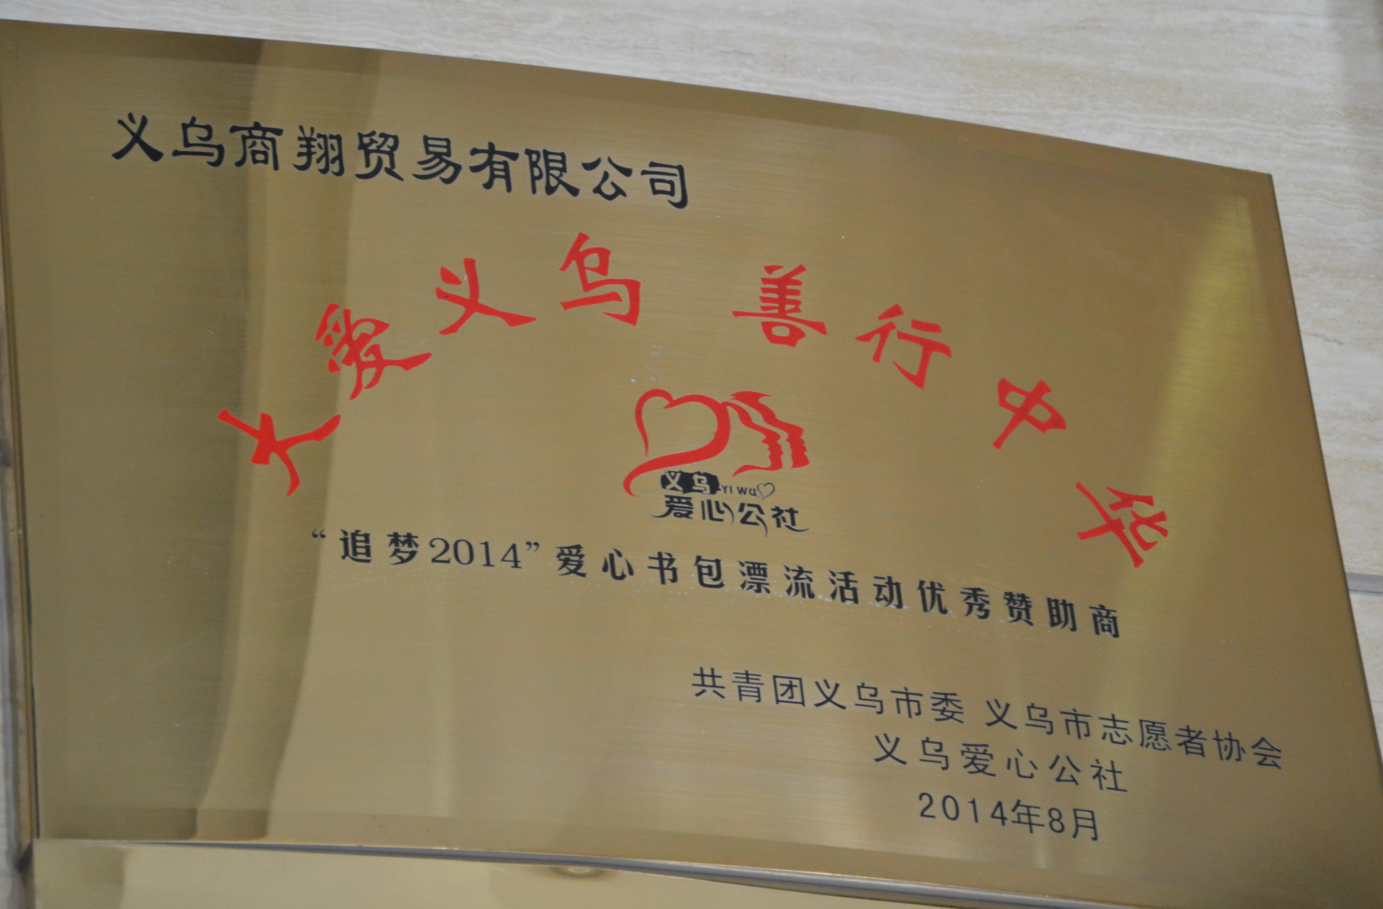 义乌商翔贸易有限公司
大爱义乌 善行中华
义乌 YI WU
爱心公社
“追梦2014”爱心书包漂流活动优秀赞助商
共青团义乌市委 义乌市志愿者协会
义乌爱心公社
2014年8月